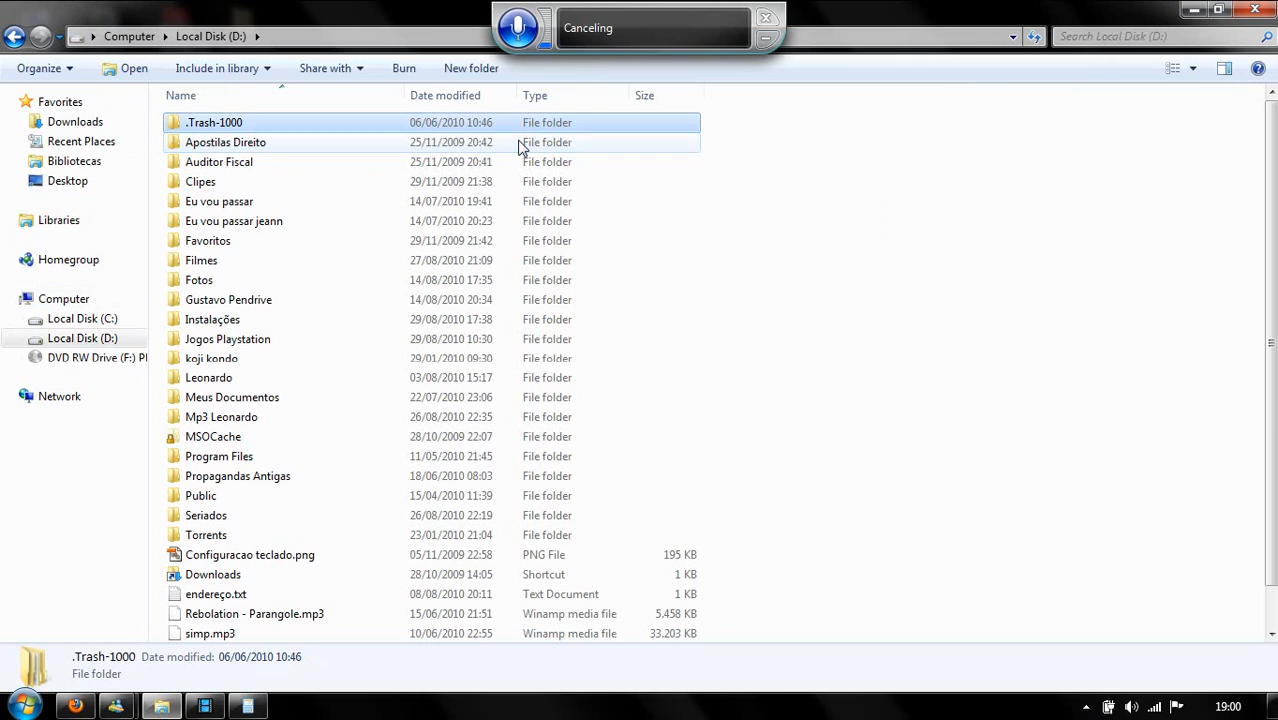 Canceling
Computer Local Disk (D:) Search Local Disk (D:)
Organize Open Include in library Share with Burn New folder
Name Date modified Type Size
Favorites
Downloads
Recent Places
Bibliotecas
Desktop
Libraries
Homegroup
Computer
Local Disk (C:)
Local Disk (D:)
DVD RW Drive (F:) Pl
Network
.Trash-1000 06/06/2010 10:46 File folder
Apostilas Direito 25/11/2009 20:42 File folder
Auditor Fiscal 25/11/2009 20:41 File folder
Clipes 29/11/2009 21:38 File folder
Eu vou passar 14/07/2010 19:41 File folder
Eu vou passar jeann 14/07/2010 20:23 File folder
Favoritos 29/11/2009 21:42 File folder
Filmes 27/08/2010 21:09 File folder
Fotos 14/08/2010 17:35 File folder
Gustavo Pendrive 14/08/2010 20:34 File folder
Instalações 29/08/2010 17:38 File folder
Jogos Playstation 29/08/2010 10:30 File folder
koji kondo 29/01/2010 09:30 File folder
Leonardo 03/08/2010 15:17 File folder
Meus Documentos 22/07/2010 23:06 File folder
Mp3 Leonardo 26/08/2010 22:35 File folder
MSOCache 28/10/2009 22:07 File folder
Program Files 11/05/2010 21:45 File folder
Propagandas Antigas 18/06/2010 08:03 File folder
Public 15/04/2010 11:39 File folder
Seriados 26/08/2010 22:19 File folder
Torrents 23/01/2010 21:04 File folder
Configuracao teclado.png 05/11/2009 22:58 PNG File 195 KB
Downloads 28/10/2009 14:05 Shortcut 1 KB
endereço.txt 08/08/2010 20:11 Text Document 1 KB
Rebolation - Parangole.mp3 15/06/2010 21:51 Winamp media file 5.458 KB
simp.mp3 10/06/2010 22:55 Winamp media file 33.203 KB
.Trash-1000 Date modified: 06/06/2010 10:46
File folder
19:00